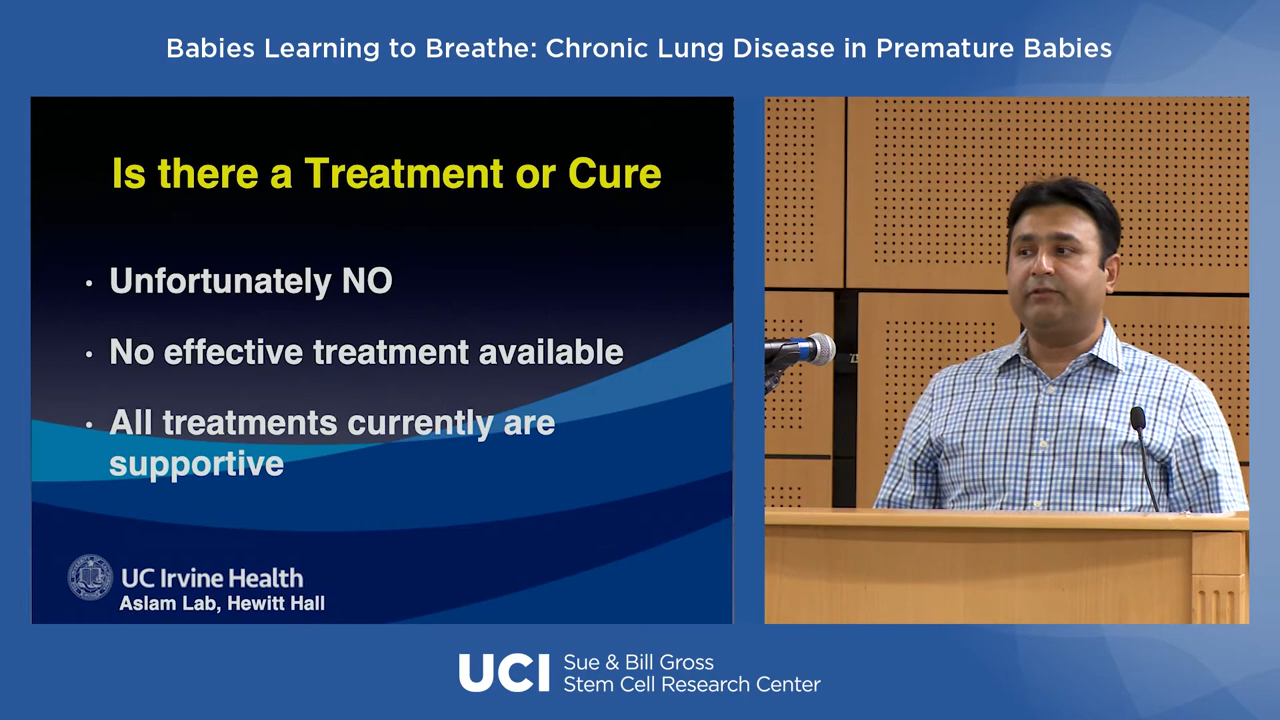 Babies Learning to Breathe: Chronic Lung Disease in Premature Babies
Is there a Treatment or Cure
· Unfortunately NO
· No effective treatment available
· All treatments currently are
supportive
UC Irvine Health
Aslam Lab, Hewitt Hall
UCI
Sue & Bill Gross
Stem Cell Research Center